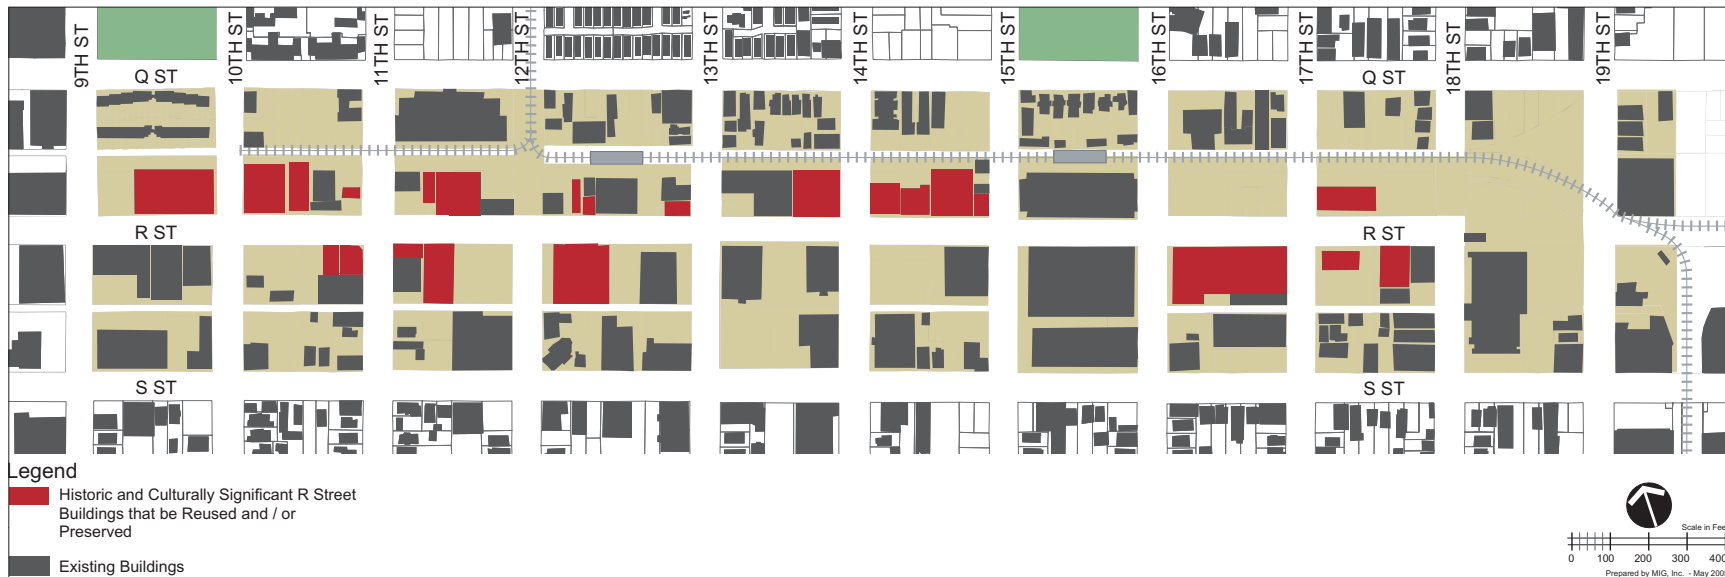 9TH ST
10TH ST
11TH ST
12TH ST
13TH ST
14TH ST
15TH ST
16TH ST
17TH ST
18TH ST
19TH ST
Q ST
Q ST
R ST
R ST
S ST
S ST
Legend
Historic and Culturally Significant R Street
Buildings that be Reused and / or
Preserved
Existing Buildings
Scale in Fee
0 100 200 300 400
Prepared by MIG, Inc. - May 200